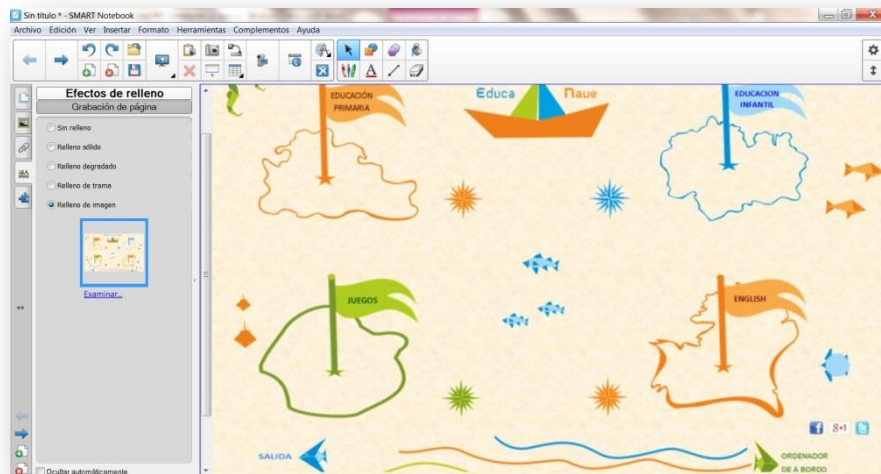 Sin título * - SMART Notebook
Archivo Edición Ver Insertar Formato Herramientas Complementos Ayuda
Efectos de relleno
Grabación de página
Sin relleno
Relleno sólido
Relleno degradado
Relleno de trama
Relleno de imagen
Examinar...
Ocultar automáticamente
EDUCACIÓN
PRIMARIA
Educa Nave
EDUCACION
INFANTIL
JUEGOS
ENGLISH
SALIDA
ORDENADOR
DE A BORDO